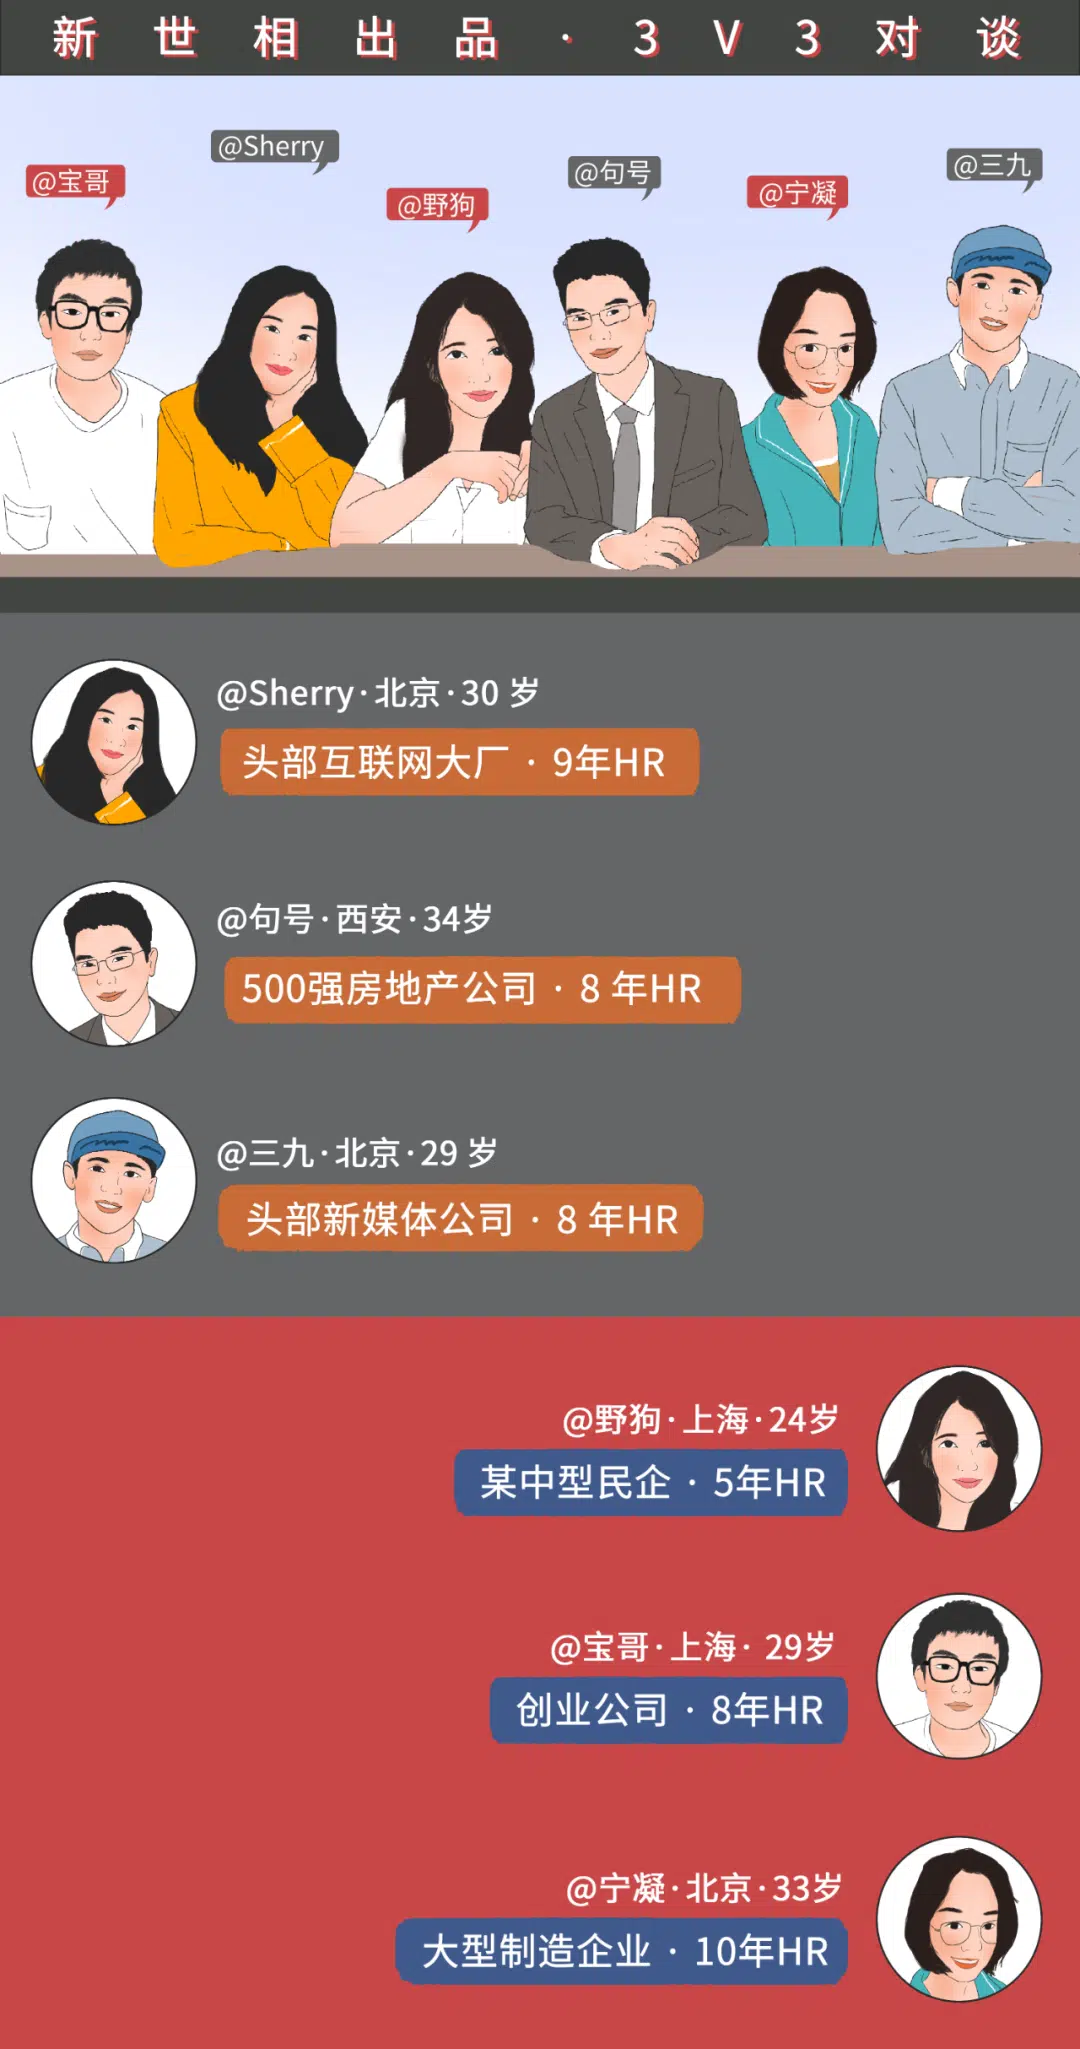 新世相出品·3V3对谈
@宝哥
@Sherry
@野狗
@句号
@宁凝
@三九
@Sherry·北京·30 岁
头部互联网大厂 · 9年HR
@句号·西安·34岁
500强房地产公司 · 8 年HR
@三九·北京·29 岁
头部新媒体公司 · 8 年HR
@野狗·上海·24岁
某中型民企 · 5年HR
@宝哥·上海· 29岁
创业公司 · 8年HR
@宁凝·北京·33岁
大型制造企业 · 10年HR